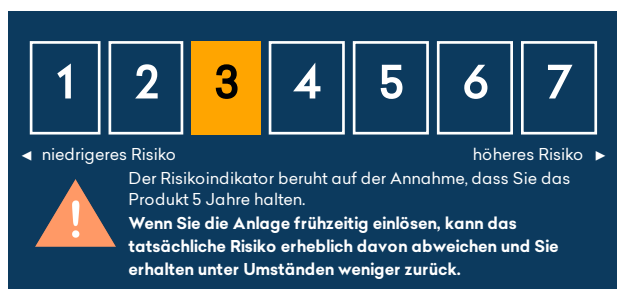 1 2 3 4 5 6 7
◄ niedrigeres Risiko höheres Risiko ►
Der Risikoindikator beruht auf der Annahme, dass Sie das
Produkt 5 Jahre halten.
Wenn Sie die Anlage frühzeitig einlösen, kann das
tatsächliche Risiko erheblich davon abweichen und Sie
erhalten unter Umständen weniger zurück.
!